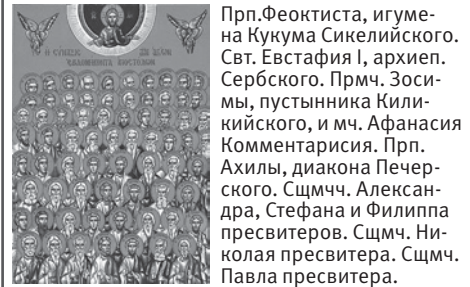 Прп.Феоктиста, игуме-
на Кукума Сикелийского.
Свт. Евстафия I, архиеп.
Сербского. Прмч. Зоси-
мы, пустынника Кили-
кийского, и мч. Афанасия
Комментарисия. Прп.
Ахилы, диакона Печер-
ского. Сщмчч. Алексан-
дра, Стефана и Филиппа
пресвитеров. Сщмч. Ни-
колая пресвитера. Сщмч.
Павла пресвитера.